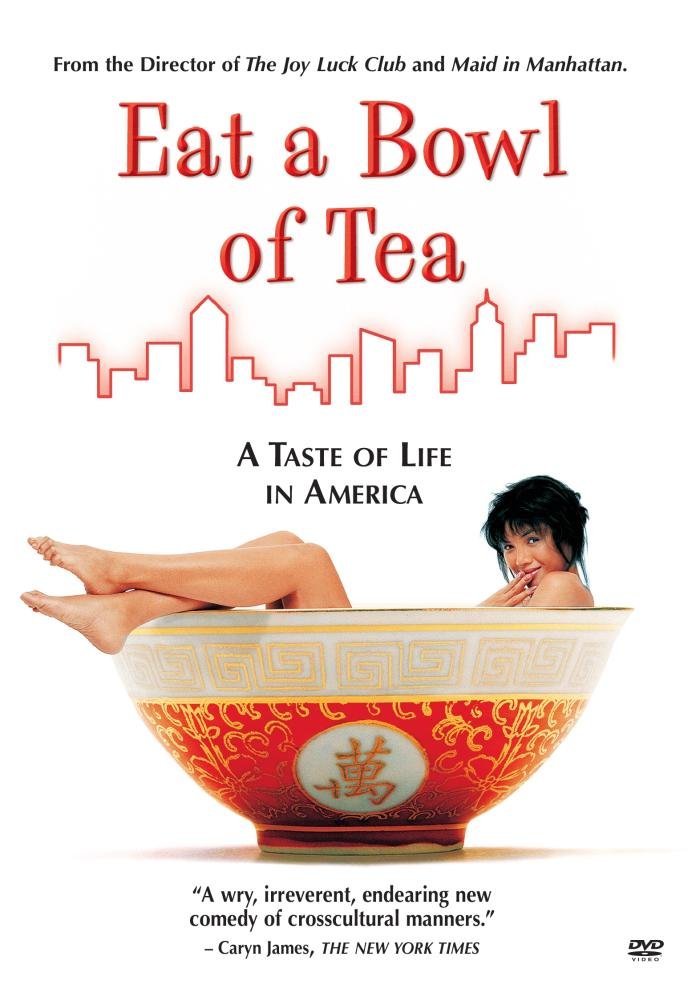 From the Director of The Joy Luck Club and Maid in Manhattan.
Eat a Bowl
of Tea
A TASTE OF LIFE
IN AMERICA
萬
“A wry, irreverent, endearing new
comedy of crosscultural manners.”
– Caryn James, THE NEW YORK TIMES
DVD
VIDEO